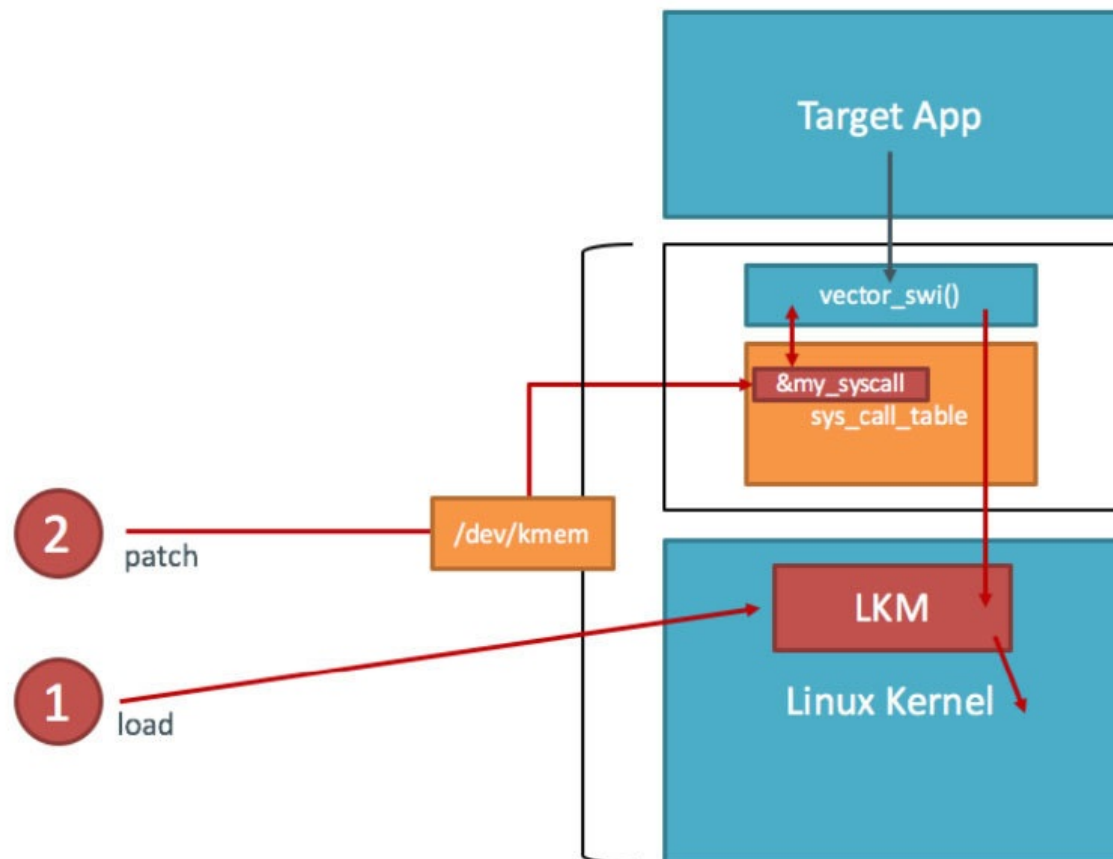 Target App
vector_swi()
&my_syscall
sys_call_table
2
patch
/dev/kmem
LKM
1
load
Linux Kernel